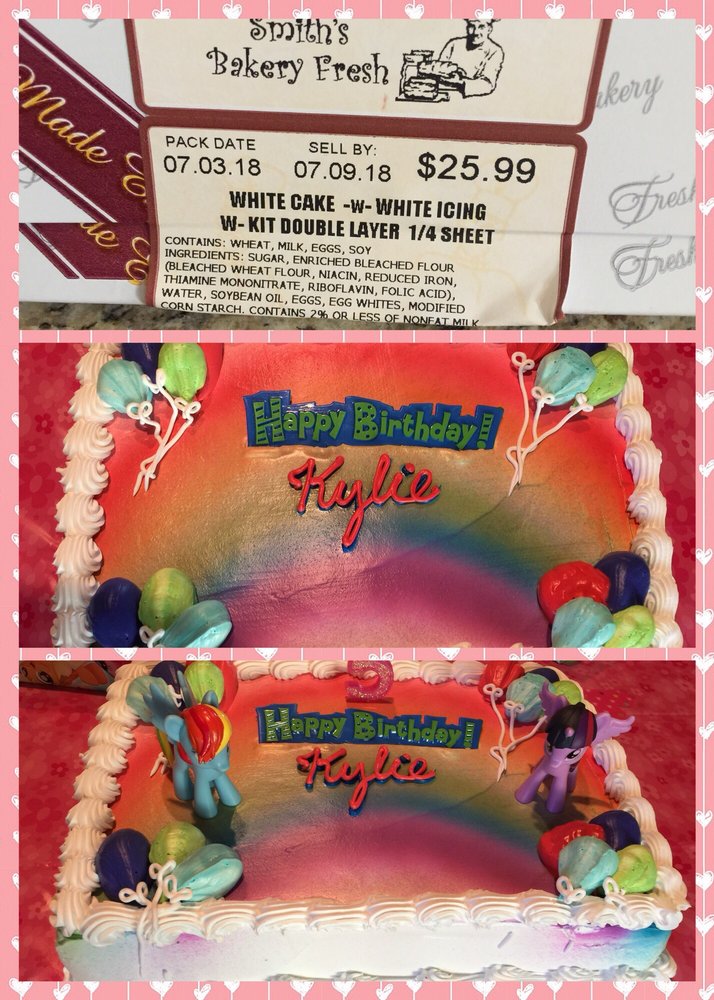 Smith's
Bakery Fresh
Made
PACK DATE
07.03.18
SELL BY:
07.09.18
$25.99
WHITE CAKE -W- WHITE ICING
W- KIT DOUBLE LAYER 1/4 SHEET
CONTAINS: WHEAT, MILK, EGGS, SOY
INGREDIENTS: SUGAR, ENRICHED BLEACHED FLOUR
(BLEACHED WHEAT FLOUR, NIACIN, REDUCED IRON,
THIAMINE MONONITRATE, RIBOFLAVIN, FOLIC ACID),
WATER, SOYBEAN OIL, EGGS, EGG WHITES, MODIFIED
CORN STARCH. CONTAINS 2% OR LESS OF NONFAT MILK
Fresh
Fresh
Happy Birthday!
Kylie
Happy Birthday!
Kylie